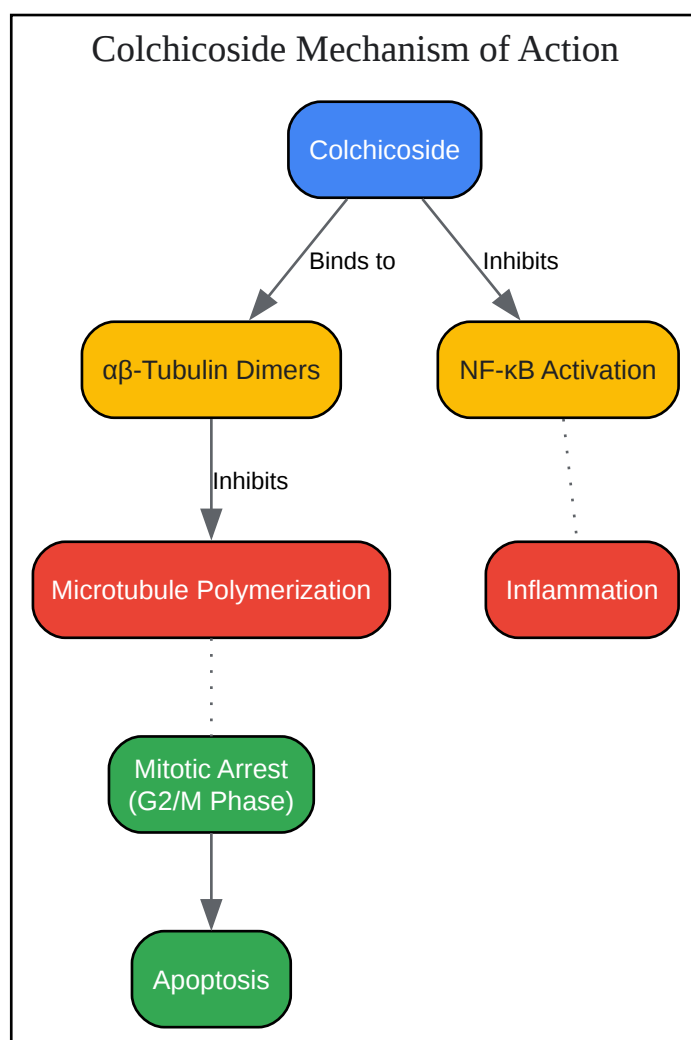 Colchicoside Mechanism of Action
Colchicoside
Binds to
Inhibits
αβ-Tubulin Dimers
NF-κB Activation
Inhibits
Microtubule Polymerization
Inflammation
Mitotic Arrest
(G2/M Phase)
Apoptosis